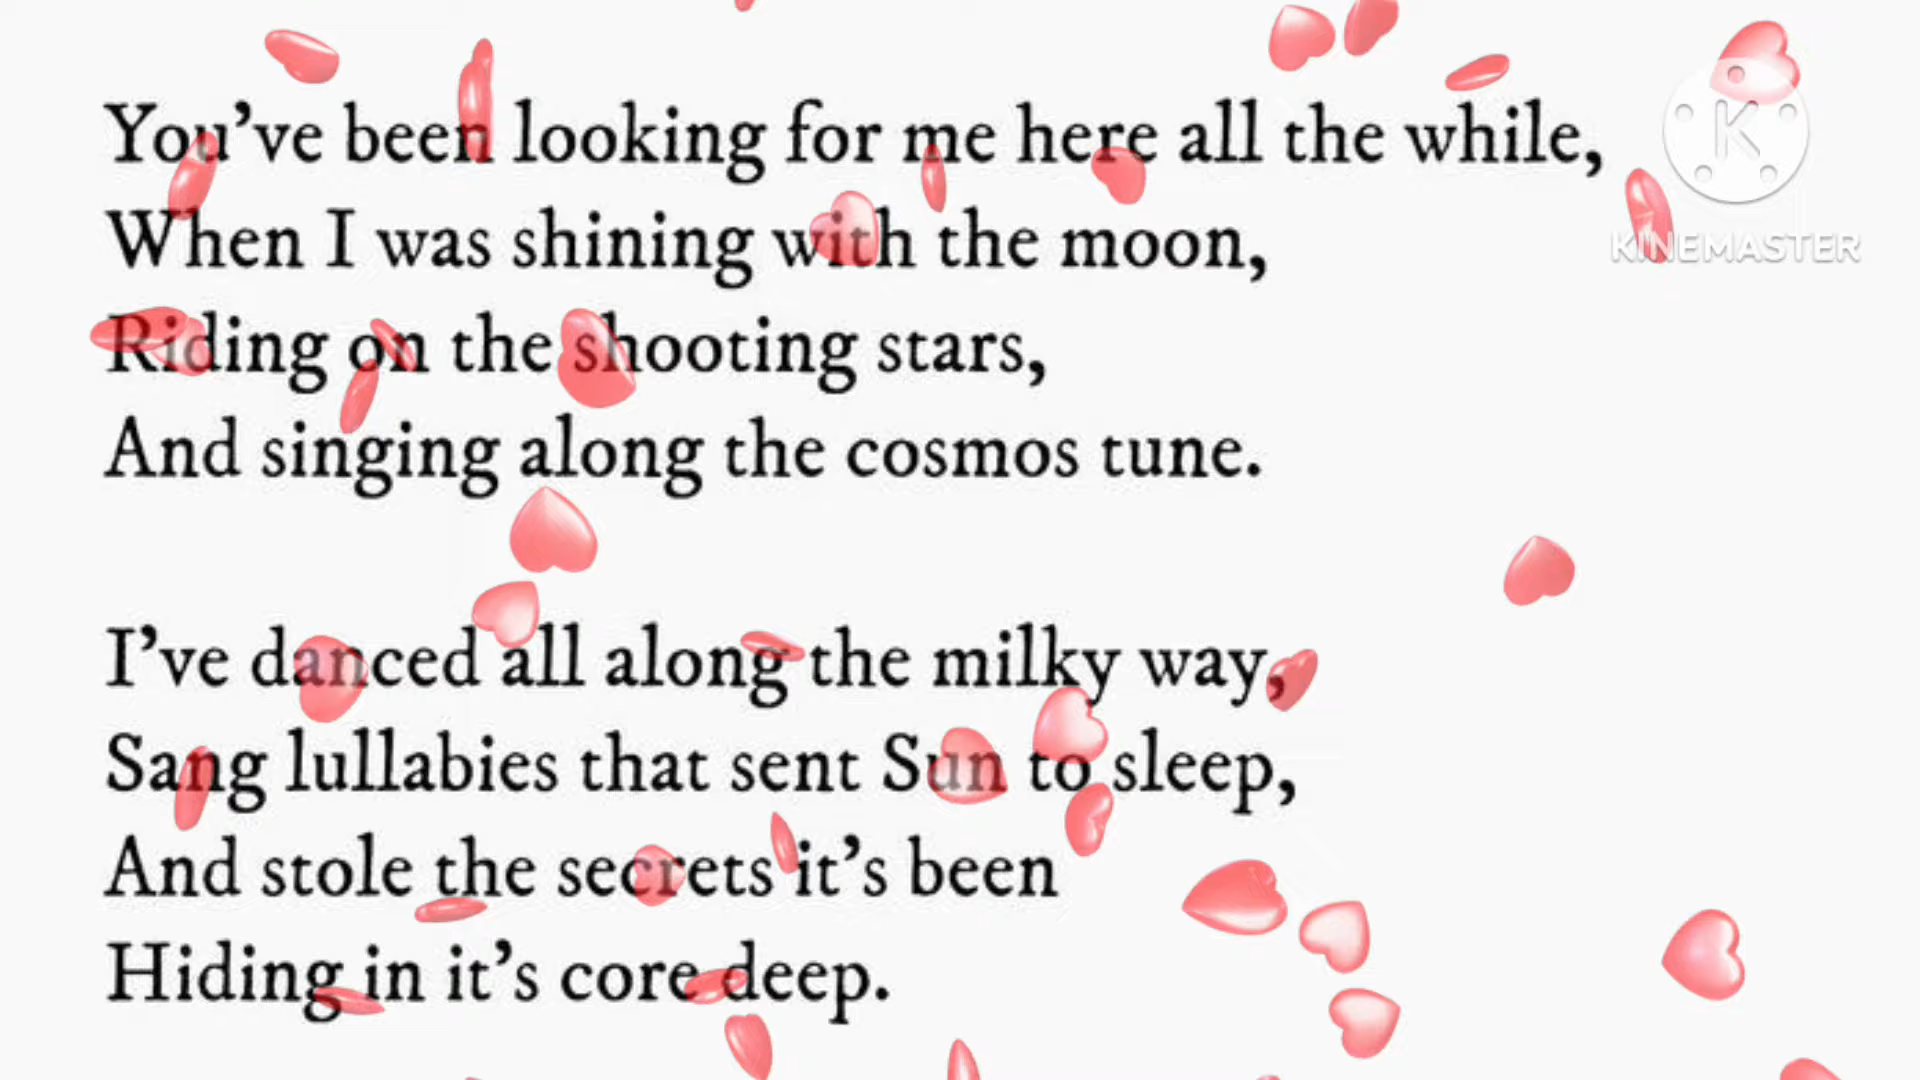 You've been looking for me here all the while,
When I was shining with the moon,
Riding on the shooting stars,
And singing along the cosmos tune.
I've danced all along the milky way,
Sang lullabies that sent Sun to sleep,
And stole the secrets it's been
Hiding in it's core deep.
K
KINEMASTER